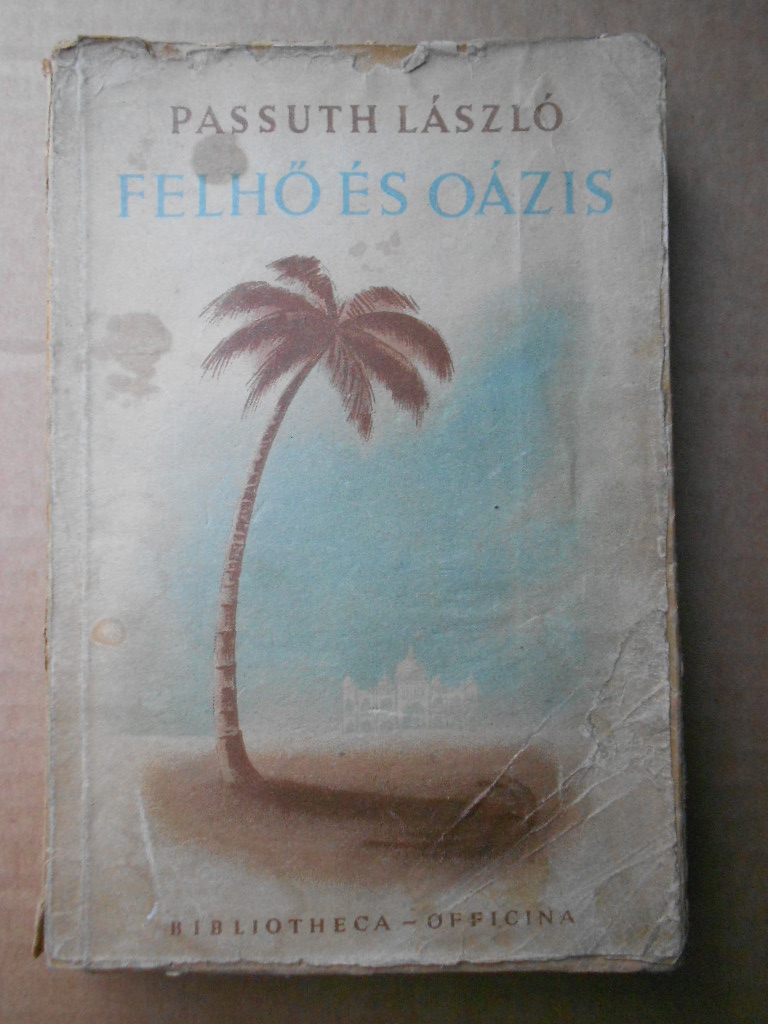 PASSUTH LÁSZLÓ
FELHŐ ÉS OÁZIS
BIBLIOTHECA – OFFICINA